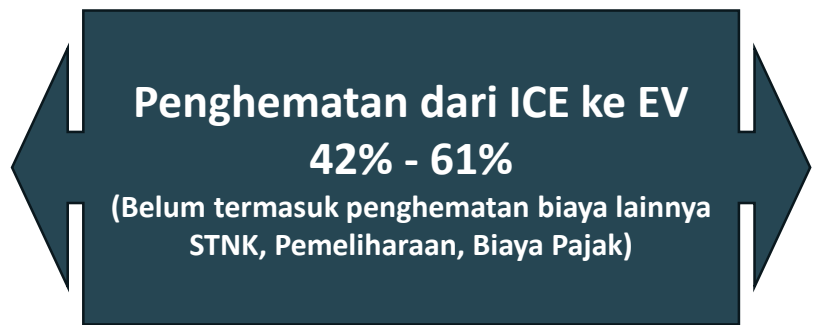 Penghematan dari ICE ke EV
42% - 61%
(Belum termasuk penghematan biaya lainnya
STNK, Pemeliharaan, Biaya Pajak)